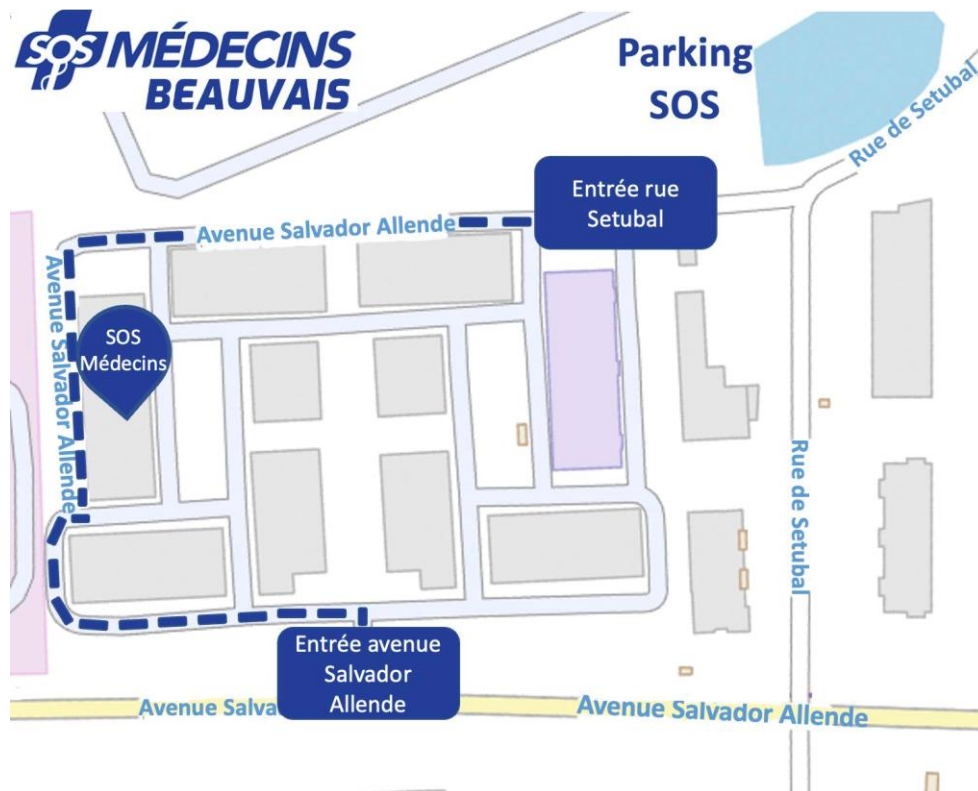 SOS MÉDECINS
BEAUVAIS
Parking
SOS
Rue de Setubal
Entrée rue
Setubal
Avenue Salvador Allende
Avenue Salvador Allende
SOS
Médecins
Rue de Setubal
Entrée avenue
Salvador
Allende
Avenue Salva
Avenue Salvador Allende